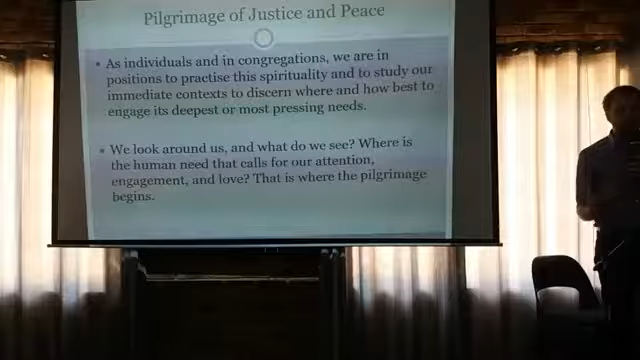 Pilgrimage of Justice and Peace
• As individuals and in congregations, we are in
positions to practise this spirituality and to study our
immediate contexts to discern where and how best to
engage its deepest or most pressing needs.
• We look around us, and what do we see? Where is
the human need that calls for our attention,
engagement, and love? That is where the pilgrimage
begins.